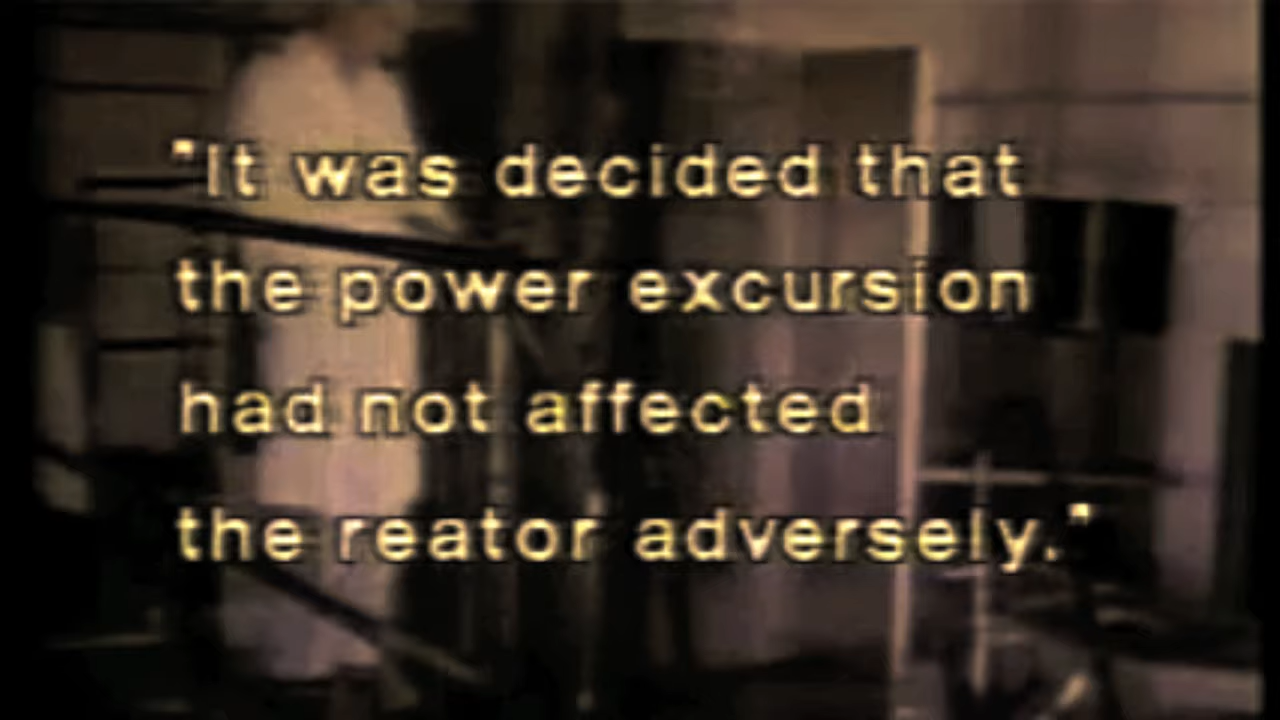 "It was decided that
the power excursion
had not affected
the reator adversely."